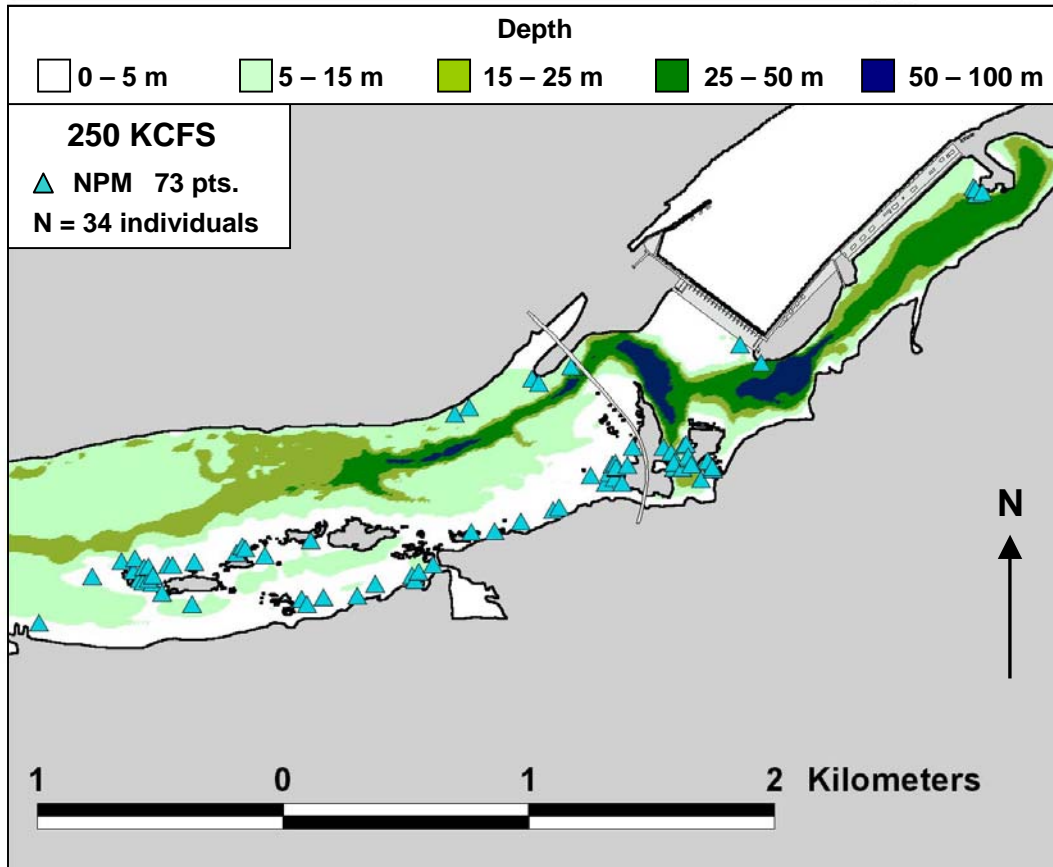 Depth
0 – 5 m 5 – 15 m 15 – 25 m 25 – 50 m 50 – 100 m
250 KCFS
NPM 73 pts.
N = 34 individuals
N
1 0 1 2 Kilometers